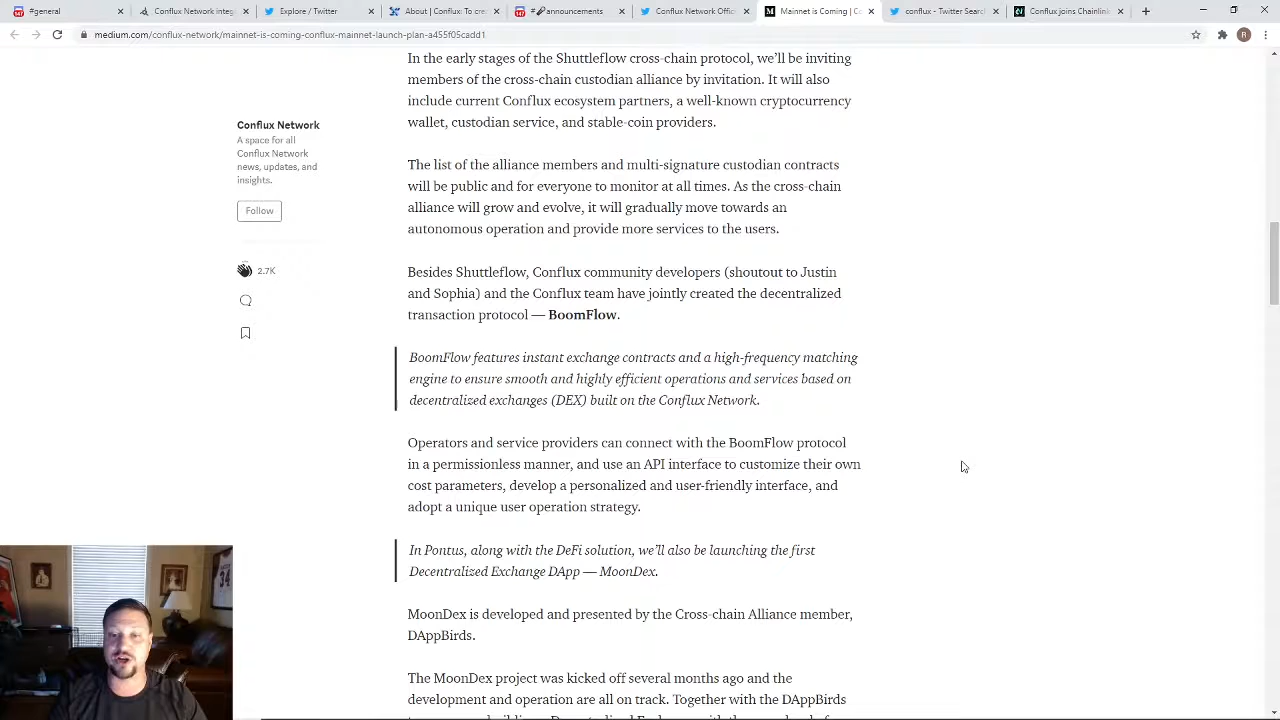 #general
Conflux Network integ
Explore / Twitter
About | Conflux: To cre
#announcements
Conflux Network Offic
Mainnet is Coming | Co
conflux - Twitter Search
Conflux joins Chainlink
medium.com/conflux-network/mainnet-is-coming-conflux-mainnet-launch-plan-a455f05cadd1
R
Conflux Network
A space for all
Conflux Network
news, updates, and
insights.
Follow
2.7K
In the early stages of the Shuttleflow cross-chain protocol, we'll be inviting
members of the cross-chain custodian alliance by invitation. It will also
include current Conflux ecosystem partners, a well-known cryptocurrency
wallet, custodian service, and stable-coin providers.
The list of the alliance members and multi-signature custodian contracts
will be public and for everyone to monitor at all times. As the cross-chain
alliance will grow and evolve, it will gradually move towards an
autonomous operation and provide more services to the users.
Besides Shuttleflow, Conflux community developers (shoutout to Justin
and Sophia) and the Conflux team have jointly created the decentralized
transaction protocol — BoomFlow.
BoomFlow features instant exchange contracts and a high-frequency matching
engine to ensure smooth and highly efficient operations and services based on
decentralized exchanges (DEX) built on the Conflux Network.
Operators and service providers can connect with the BoomFlow protocol
in a permissionless manner, and use an API interface to customize their own
cost parameters, develop a personalized and user-friendly interface, and
adopt a unique user operation strategy.
In Pontus, along with the DeFi solution, we'll also be launching the first
Decentralized Exchange DApp — MoonDex.
MoonDex is developed and presented by the Cross-chain Alliance member,
DAppBirds.
The MoonDex project was kicked off several months ago and the
development and operation are all on track. Together with the DAppBirds